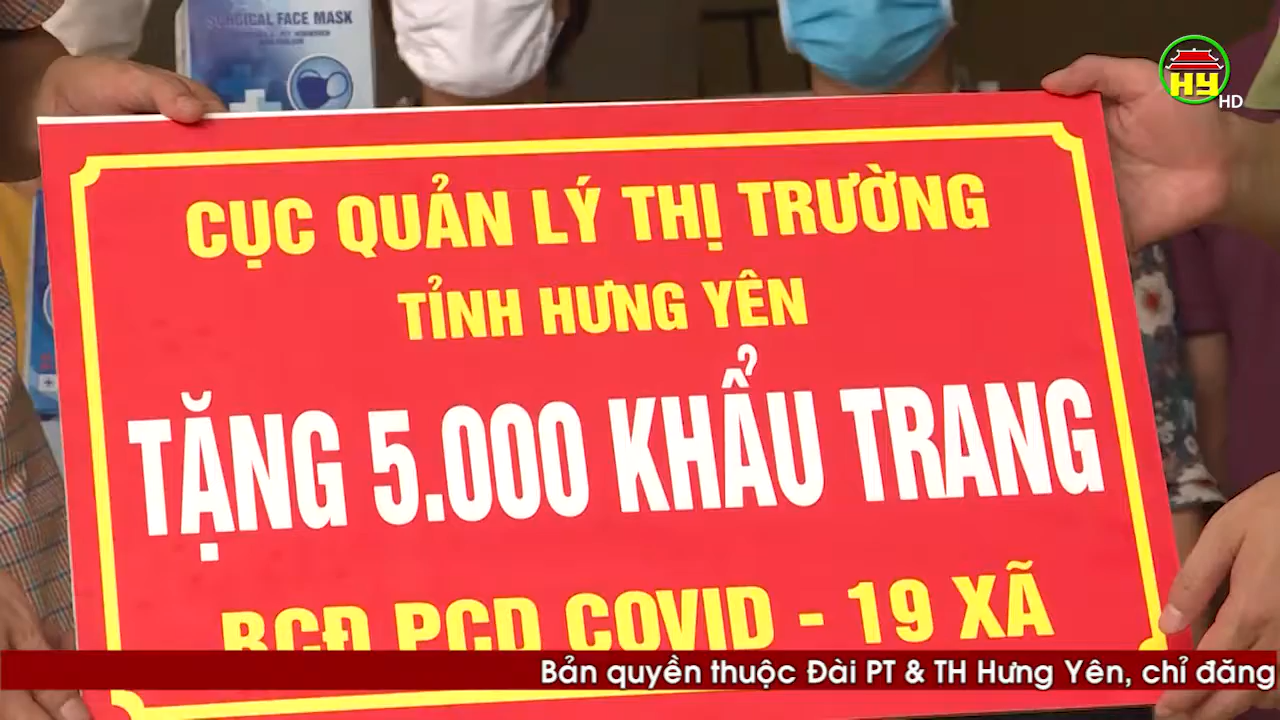 SURGICAL FACE MASK
HY
HD
CỤC QUẢN LÝ THỊ TRƯỜNG
TỈNH HƯNG YÊN
TẶNG 5.000 KHẨU TRANG
BCĐ PCD COVID - 19 XÃ
Bản quyền thuộc Đài PT & TH Hưng Yên, chỉ đăng